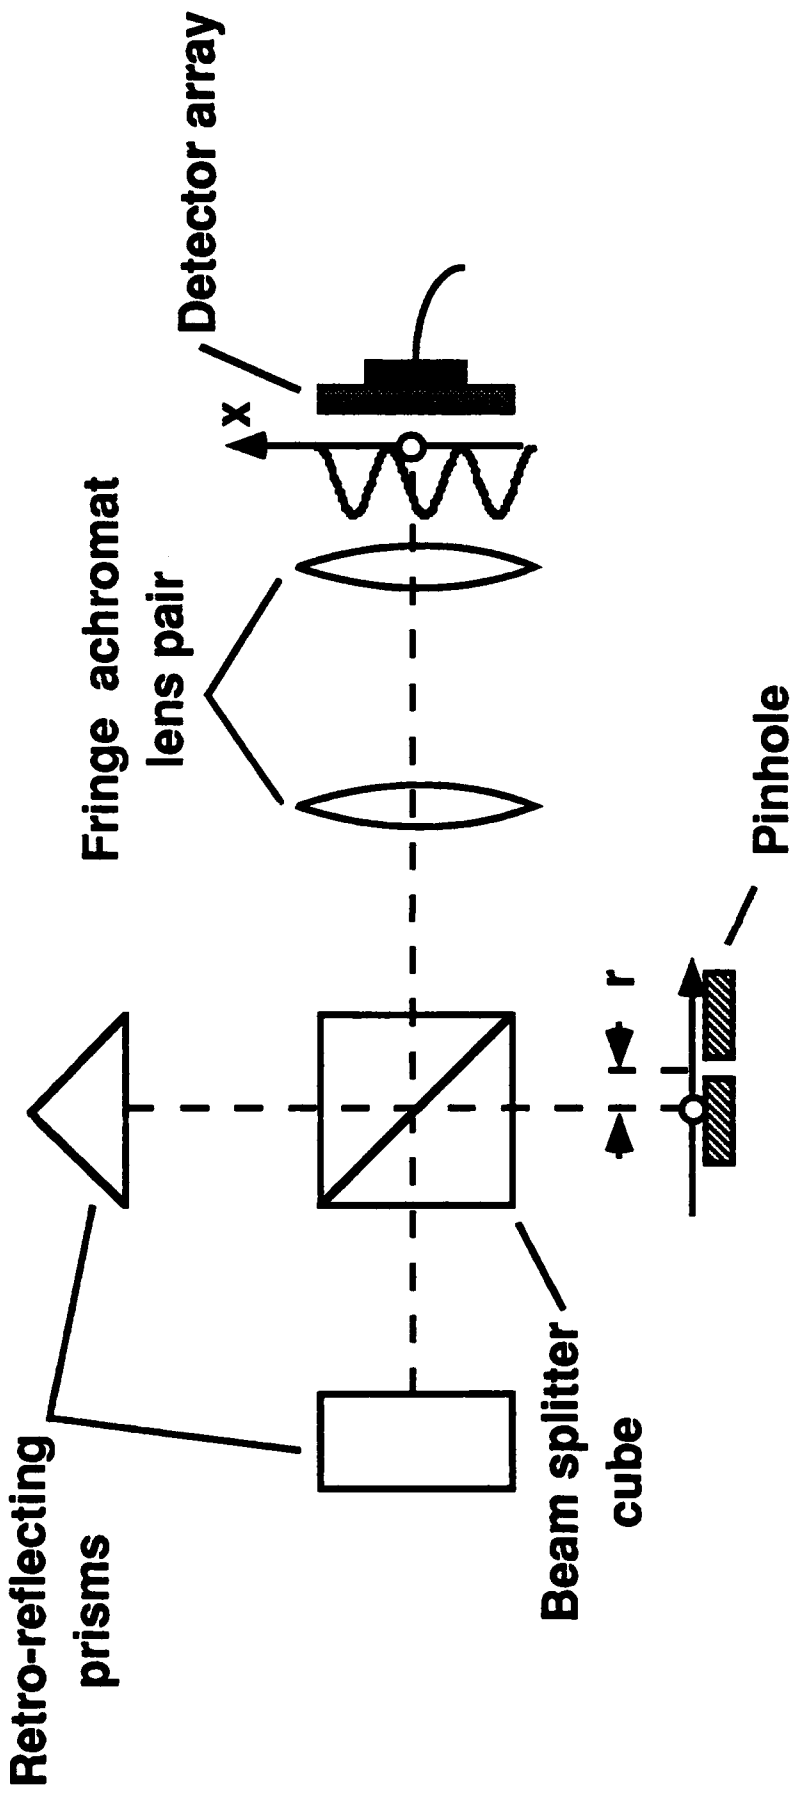 Retro-reflecting
prisms
Beam splitter
cube
Fringe achromat
lens pair
Detector array
x
r
Pinhole